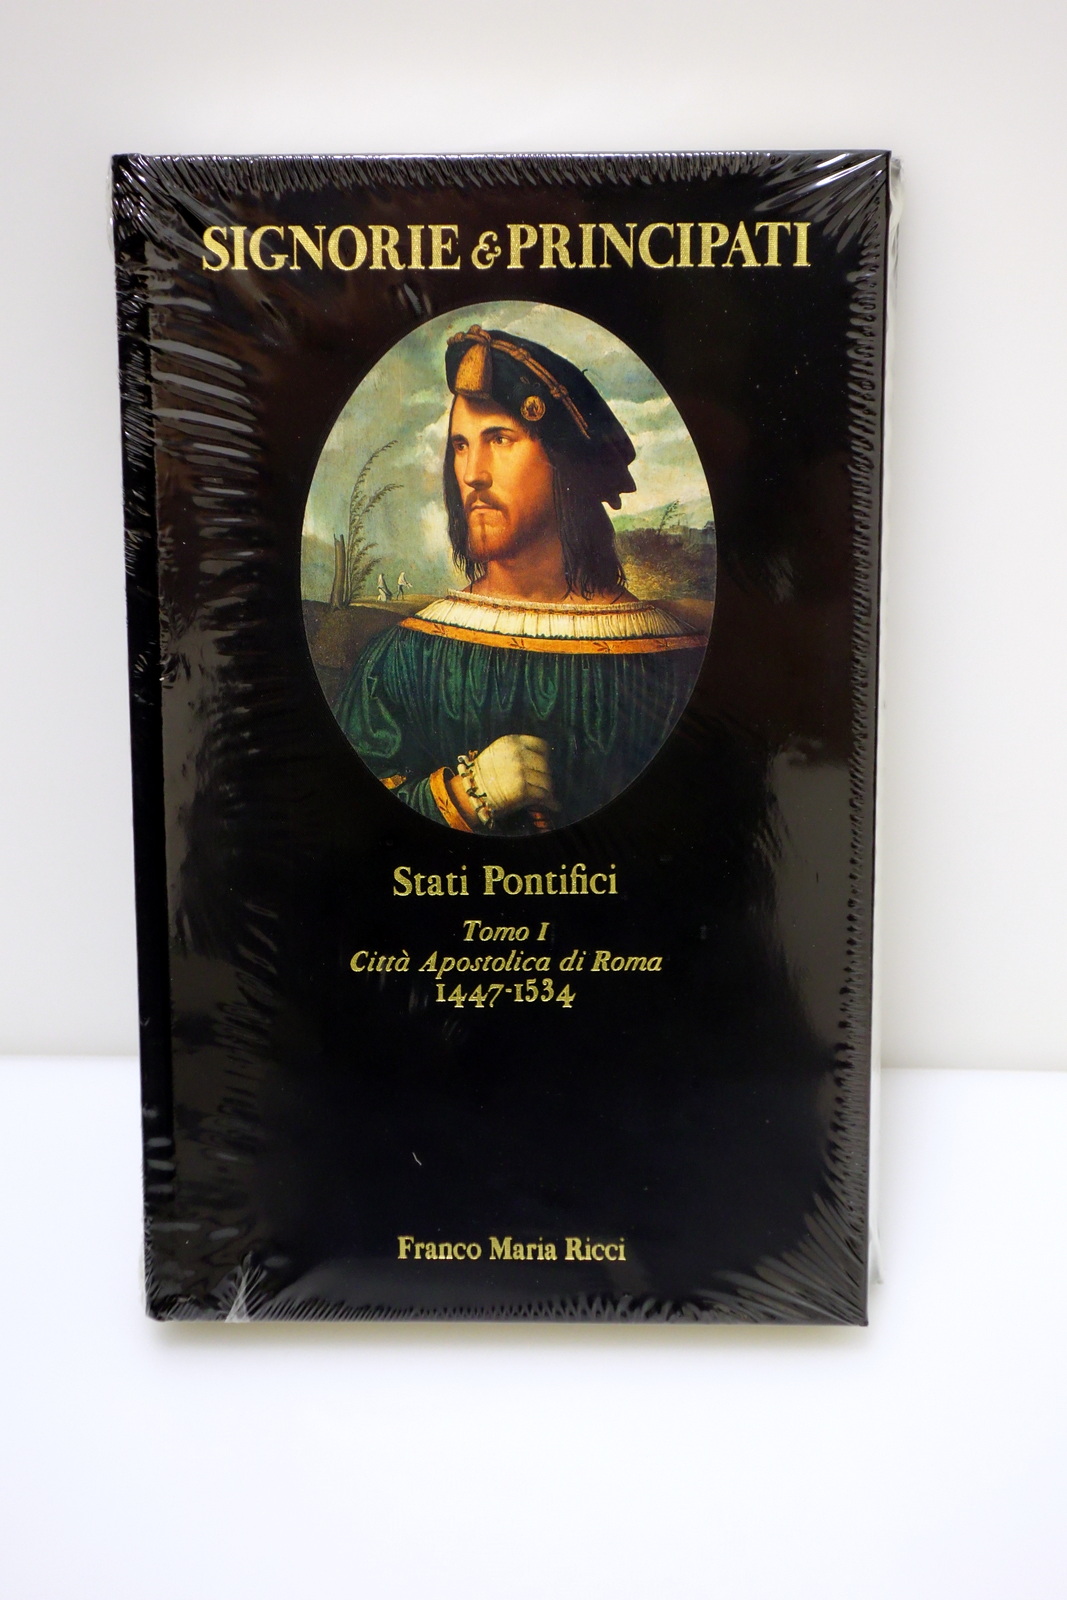 SIGNORIE & PRINCIPATI
Stati Pontifici
Tomo I
Città Apostolica di Roma
1447-1534
Franco Maria Ricci